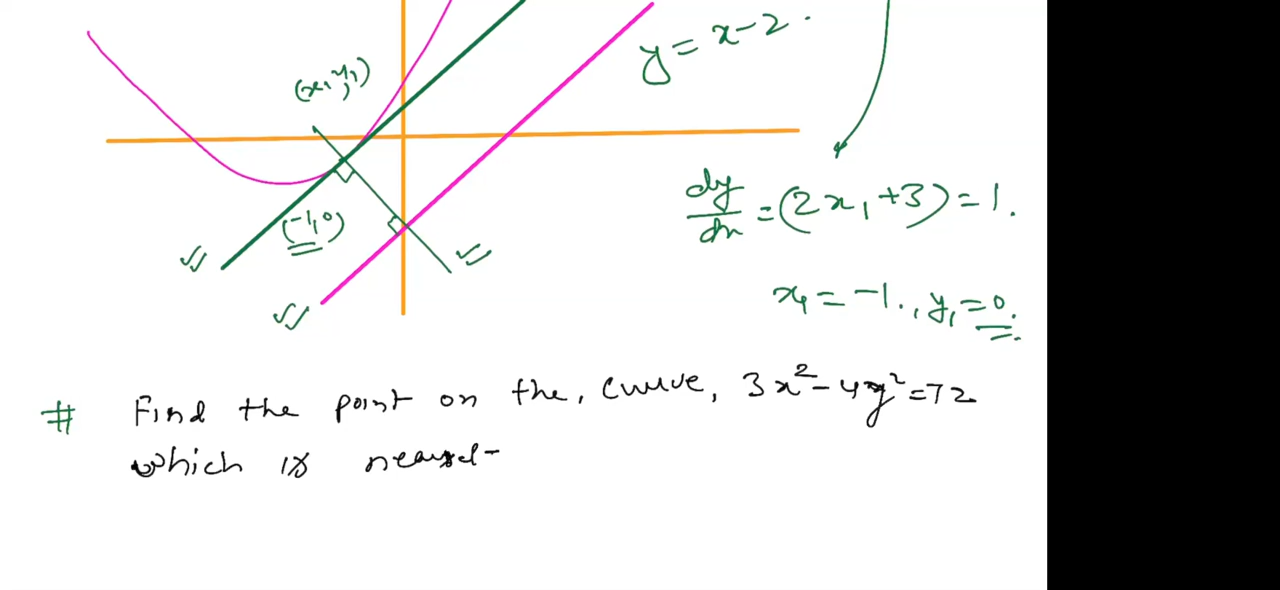 y = x - 2 .
(x₁, y₁)
dy/dx = (2x₁ + 3) = 1.
(-1, 0)
x₁ = -1., y₁ = 0.
# Find the point on the, curve, 3x² - 4y² = 72
which is nearest